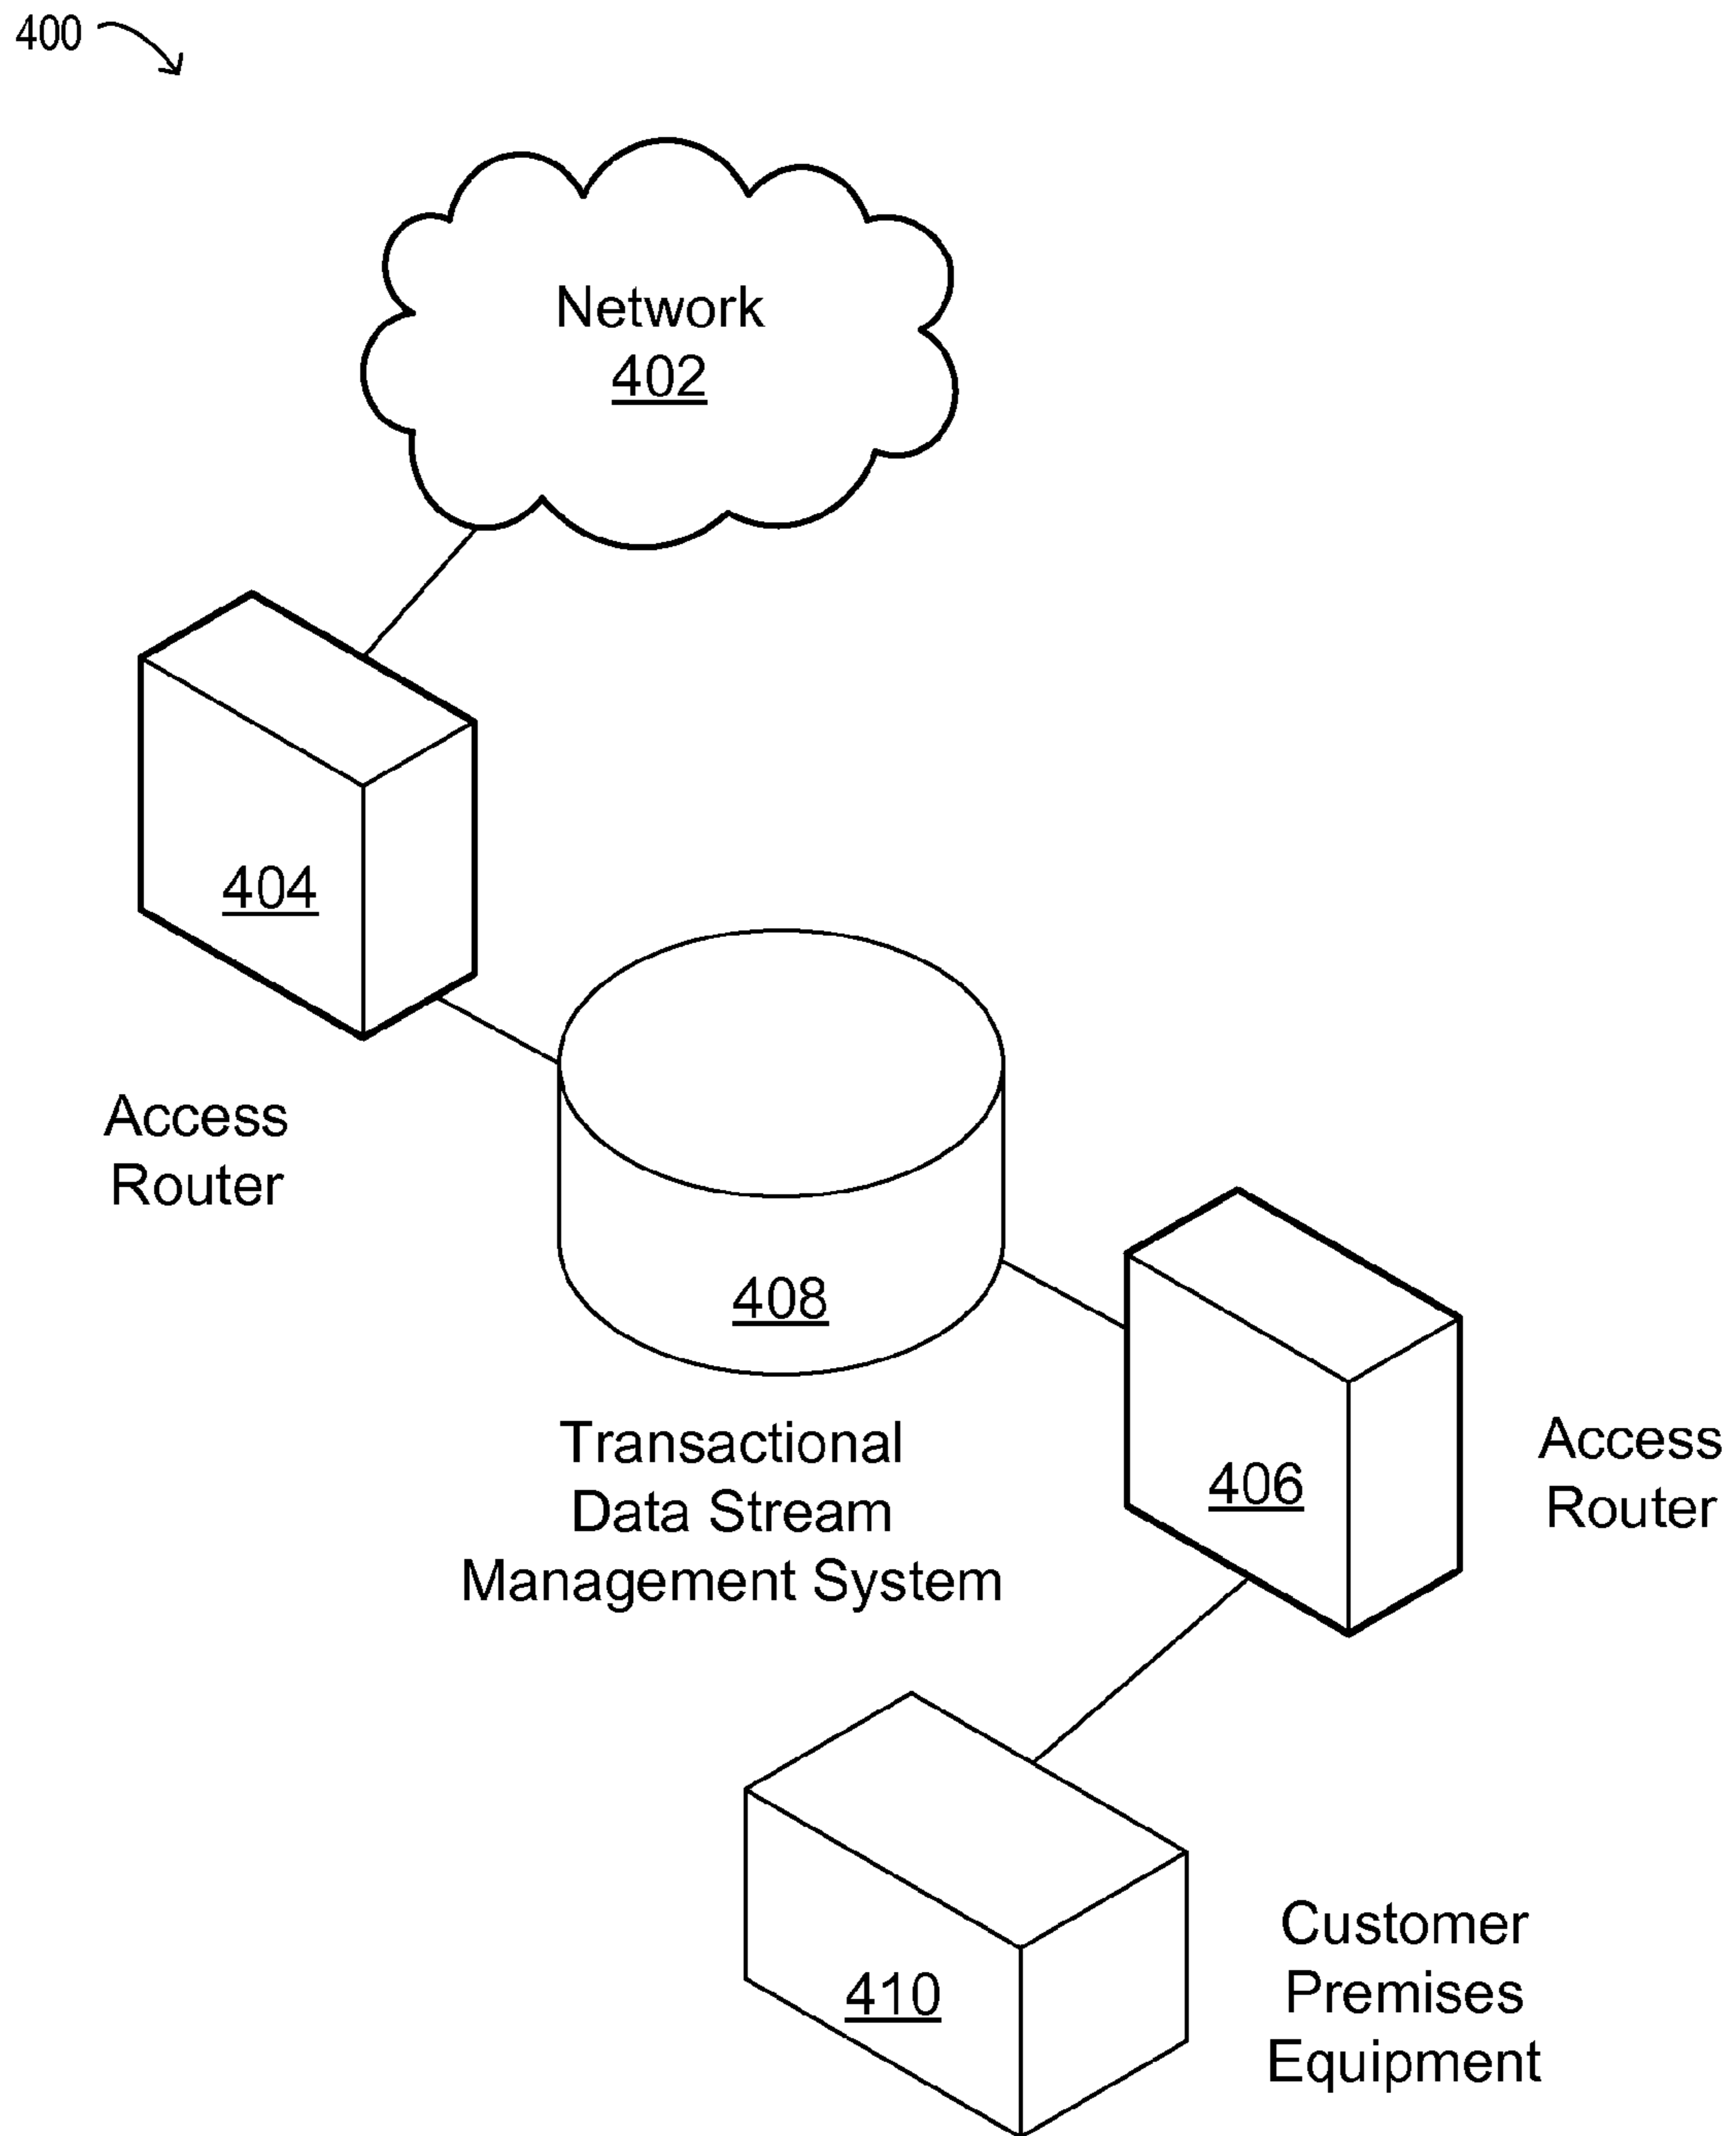 400
Network
402
404
Access
Router
408
Transactional
Data Stream
Management System
406
Access
Router
410
Customer
Premises
Equipment